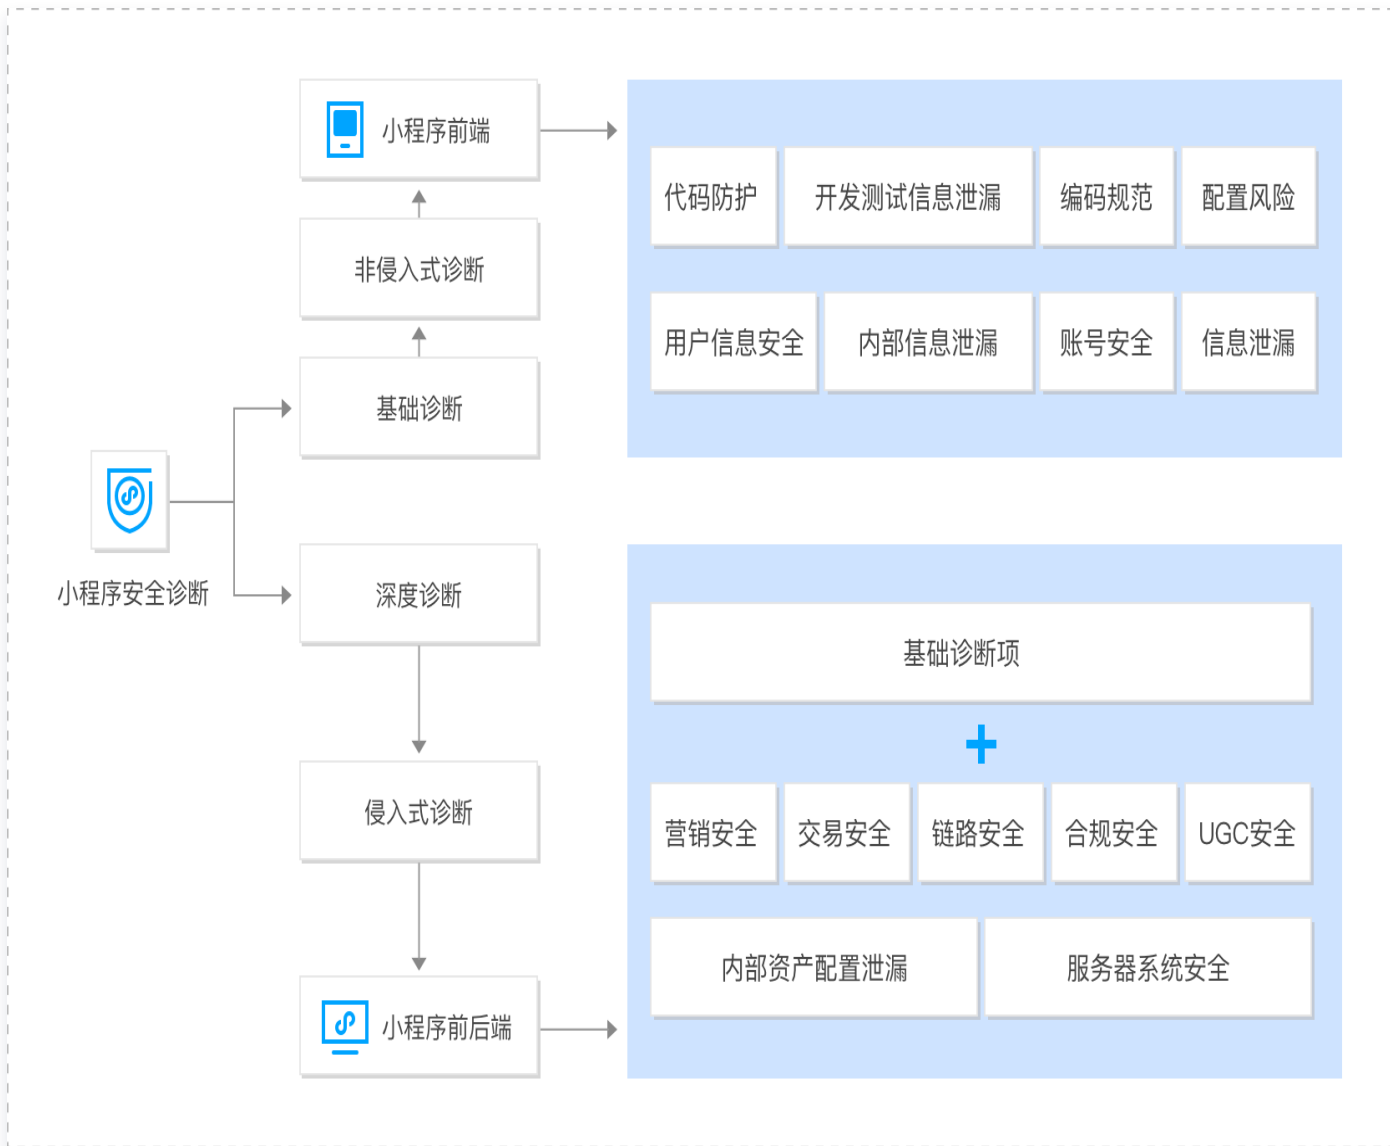 小程序前端
代码防护
开发测试信息泄漏
编码规范
配置风险
非侵入式诊断
用户信息安全
内部信息泄漏
账号安全
信息泄漏
基础诊断
小程序安全诊断
深度诊断
基础诊断项
侵入式诊断
营销安全
交易安全
链路安全
合规安全
UGC安全
内部资产配置泄漏
服务器系统安全
小程序前后端